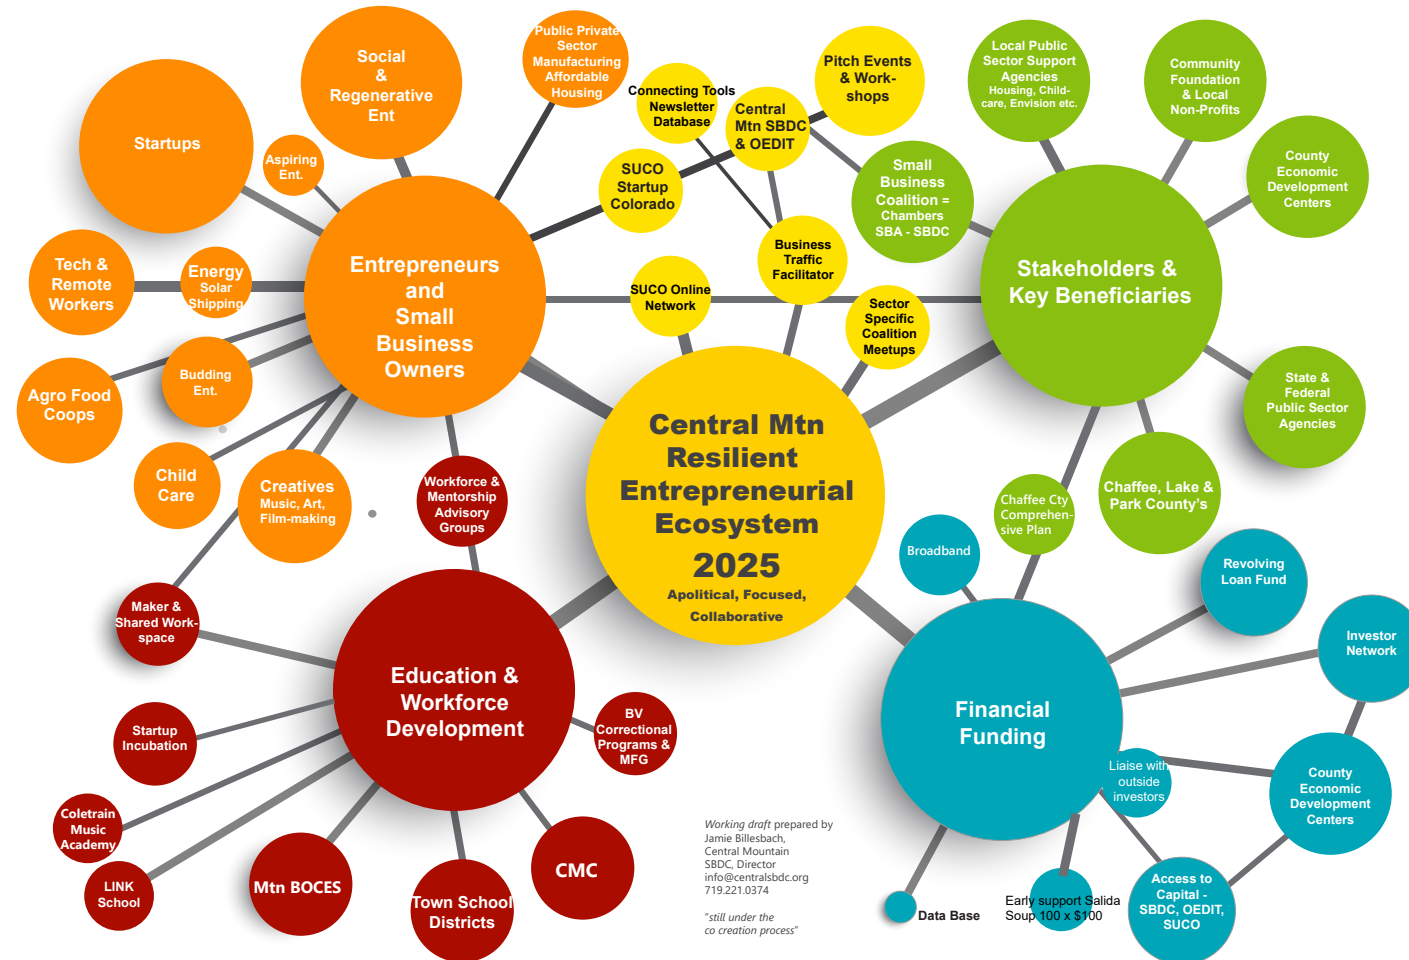 Startups
Social
&
Regenerative
Ent
Public Private
Sector
Manufacturing
Affordable
Housing
Aspiring
Ent.
Connecting Tools
Newsletter
Database
Central
Mtn SBDC
& OEDIT
Pitch Events
& Work-
shops
SUCO
Startup
Colorado
Small
Business
Coalition =
Chambers
SBA - SBDC
Local Public
Sector Support
Agencies
Housing, Child-
care, Envision etc.
Community
Foundation
& Local
Non-Profits
County
Economic
Development
Centers
Tech &
Remote
Workers
Energy
Solar
Shipping
Entrepreneurs
and
Small
Business
Owners
SUCO Online
Network
Business
Traffic
Facilitator
Sector
Specific
Coalition
Meetups
Stakeholders &
Key Beneficiaries
Agro Food
Coops
Budding
Ent.
Child
Care
Creatives
Music, Art,
Film-making
Workforce &
Mentorship
Advisory
Groups
Central Mtn
Resilient
Entrepreneurial
Ecosystem
2025
Apolitical, Focused,
Collaborative
State &
Federal
Public Sector
Agencies
Chaffee Cty
Comprehen-
sive Plan
Chaffee, Lake &
Park County's
Broadband
Revolving
Loan Fund
Investor
Network
Maker &
Shared Work-
space
Education &
Workforce
Development
Startup
Incubation
BV
Correctional
Programs &
MFG
Coletrain
Music
Academy
LINK
School
Mtn BOCES
Town School
Districts
CMC
Financial
Funding
Liaise with
outside
investors
County
Economic
Development
Centers
Access to
Capital -
SBDC, OEDIT,
SUCO
Data Base
Early support Salida
Soup 100 x $100
Working draft prepared by
Jamie Billesbach,
Central Mountain
SBDC, Director
info@centralsbdc.org
719.221.0374
"still under the
co creation process"